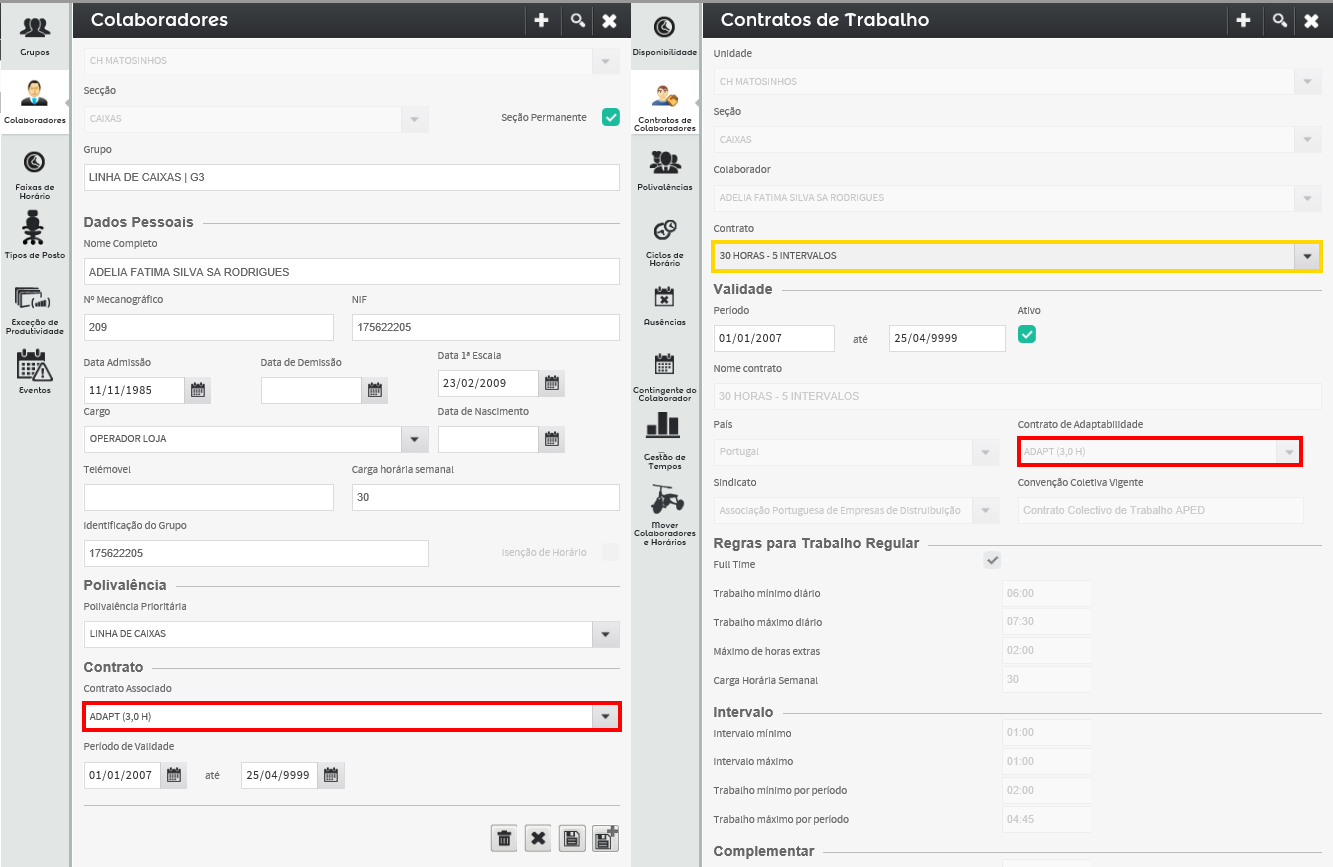 Grupos
Colaboradores
Faixas de
Horário
Tipos de Posto
Exceção de
Produtividade
Eventos
Colaboradores
CH MATOSINHOS
Secção
CAIXAS
Seção Permanente
Grupo
LINHA DE CAIXAS | G3
Dados Pessoais
Nome Completo
ADELIA FATIMA SILVA SA RODRIGUES
Nº Mecanográfico
NIF
209
175622205
Data Admissão
Data de Demissão
Data 1ª Escala
11/11/1985
23/02/2009
Cargo
Data de Nascimento
OPERADOR LOJA
Telémovel
Carga horária semanal
30
Identificação do Grupo
175622205
Isenção de Horário
Polivalência
Polivalência Prioritária
LINHA DE CAIXAS
Contrato
Contrato Associado
ADAPT (3,0 H)
Período de Validade
01/01/2007
até
25/04/9999
Disponibilidade
Contratos de
Colaboradores
Polivalências
Ciclos de
Horário
Ausências
Contingente do
Colaborador
Gestão de
Tempos
Mover
Colaboradores
e Horários
Contratos de Trabalho
Unidade
CH MATOSINHOS
Seção
CAIXAS
Colaborador
ADELIA FATIMA SILVA SA RODRIGUES
Contrato
30 HORAS - 5 INTERVALOS
Validade
Período
Ativo
01/01/2007
até
25/04/9999
Nome contrato
30 HORAS - 5 INTERVALOS
País
Contrato de Adaptabilidade
Portugal
ADAPT (3,0 H)
Sindicato
Convenção Coletiva Vigente
Associação Portuguesa de Empresas de Distruibuição
Contrato Colectivo de Trabalho APED
Regras para Trabalho Regular
Full Time
Trabalho mínimo diário
06:00
Trabalho máximo diário
07:30
Máximo de horas extras
02:00
Carga Horária Semanal
30
Intervalo
Intervalo mínimo
01:00
Intervalo máximo
01:00
Trabalho mínimo por período
02:00
Trabalho máximo por período
04:45
Complementar